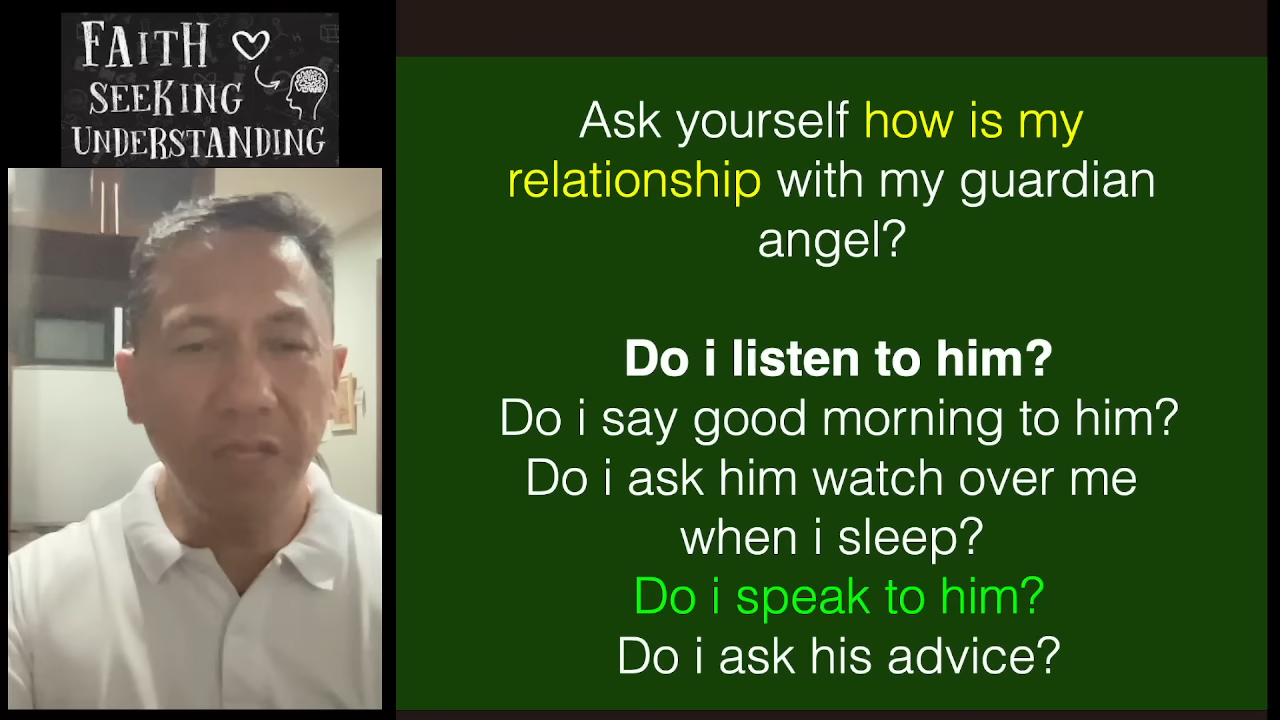 FAITH
SEEKING
UNDERSTANDING
Ask yourself how is my
relationship with my guardian
angel?
Do i listen to him?
Do i say good morning to him?
Do i ask him watch over me
when i sleep?
Do i speak to him?
Do i ask his advice?